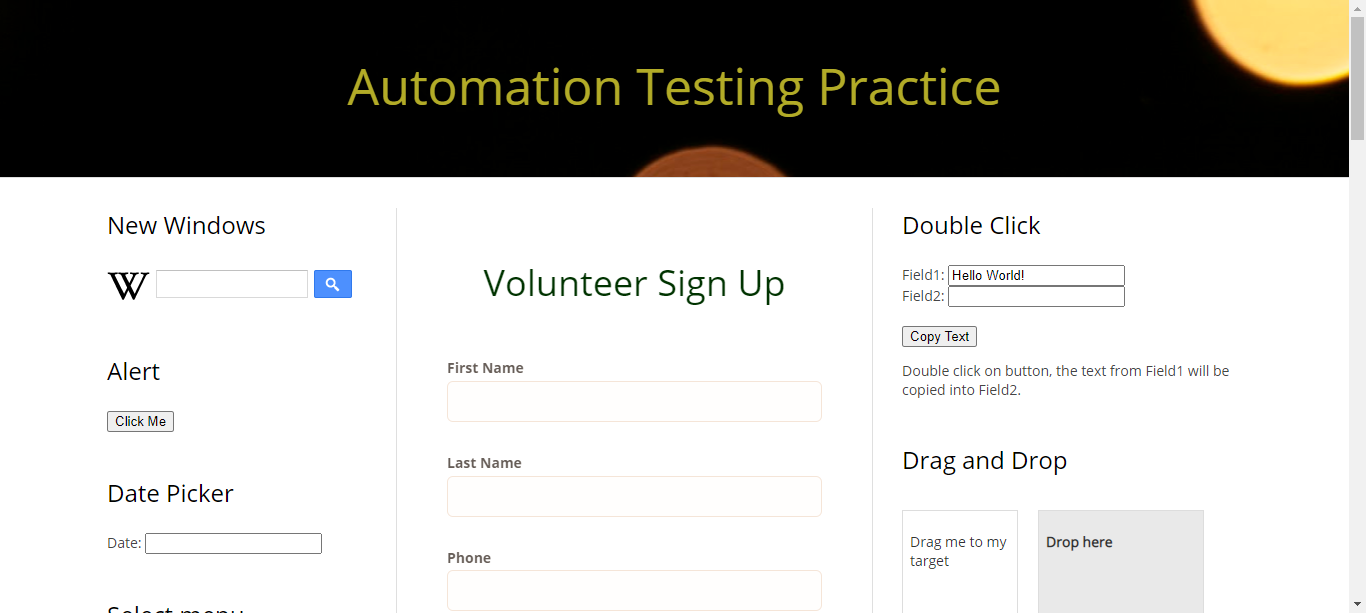 Automation Testing Practice
New Windows
W
Alert
Click Me
Date Picker
Date:
Select menu
Volunteer Sign Up
First Name
Last Name
Phone
Double Click
Field1: Hello World!
Field2:
Copy Text
Double click on button, the text from Field1 will be
copied into Field2.
Drag and Drop
Drag me to my
target
Drop here